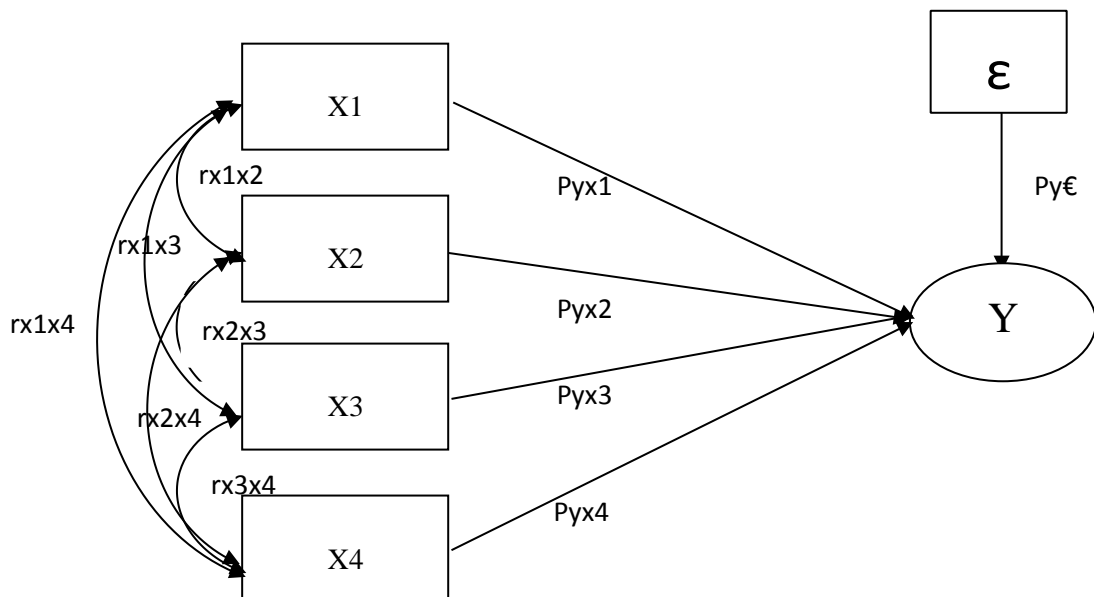 ε
X1
rx1x2
Pyx1
Py€
rx1x3
X2
rx1x4
rx2x3
Pyx2
Y
X3
Pyx3
rx2x4
rx3x4
Pyx4
X4